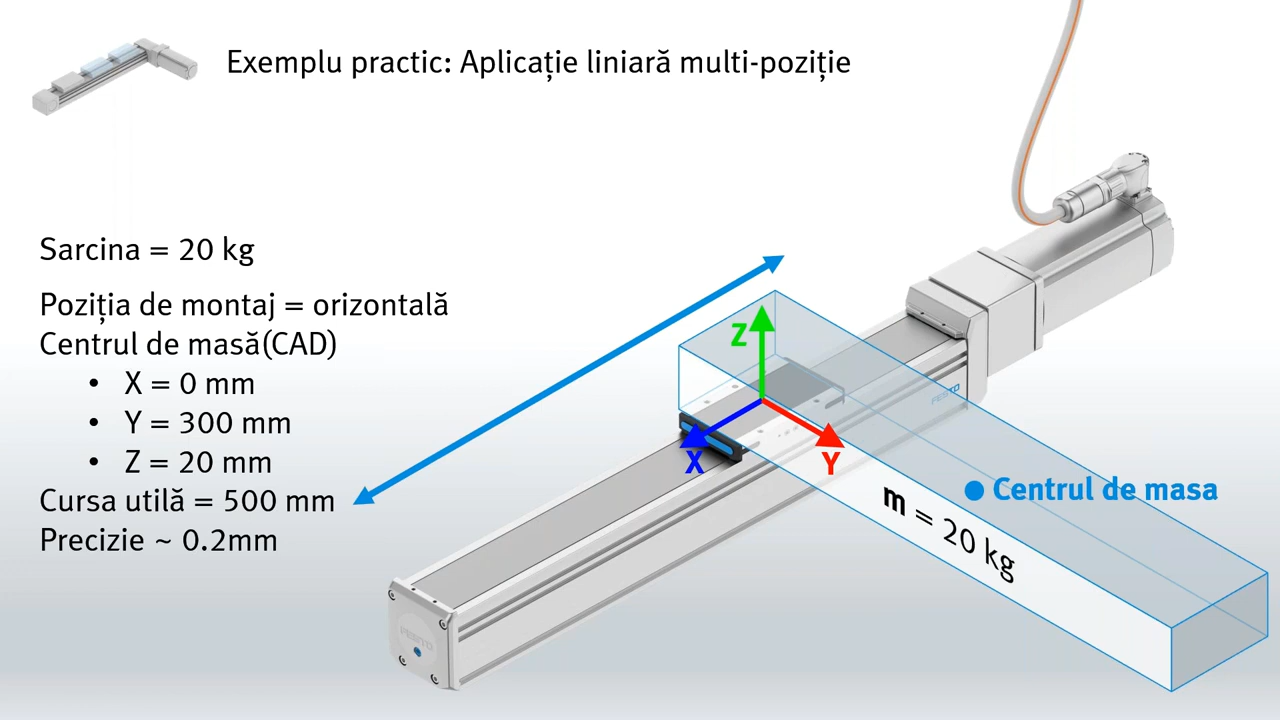 Exemplu practic: Aplicație liniară multi-poziție
Sarcina = 20 kg
Poziția de montaj = orizontală
Centrul de masă(CAD)
• X = 0 mm
• Y = 300 mm
• Z = 20 mm
Cursa utilă = 500 mm
Precizie ~ 0.2mm
Z
X
Y
FESTO
Centrul de masa
m = 20 kg
FESTO